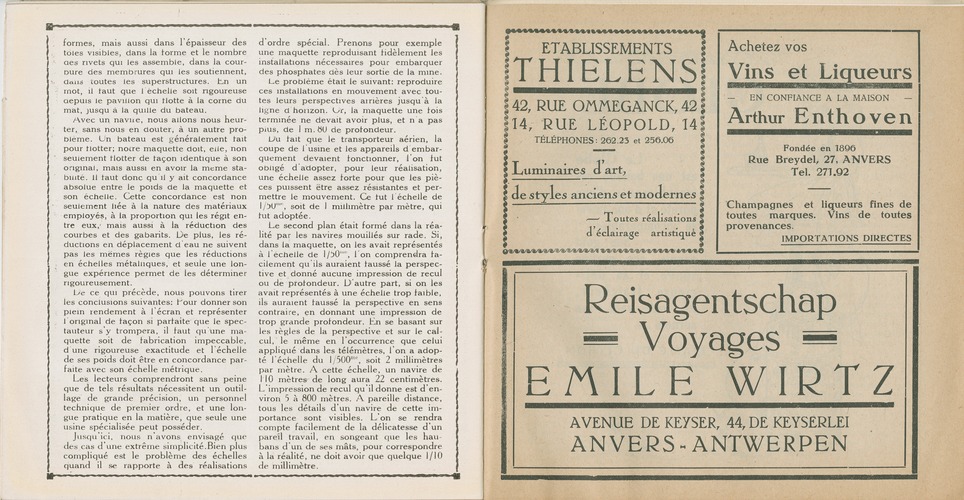 formes, mais aussi dans l'épaisseur des
tôles visibles, dans la forme et le nombre
des rivets qui les assemble, dans la cour-
bure des membrures qui les soutiennent,
dans toutes les superstructures. En un
mot, il faut que l'échelle soit rigoureuse
depuis le pavillon qui flotte à la corne du
mat, jusqu'à la quille du bateau.
Avec un navire, nous allons nous heur-
ter, sans nous en douter, à un autre pro-
blème. Un bateau est généralement fait
pour flotter; notre maquette doit, elle, non
seulement flotter de façon identique à son
original, mais aussi en avoir la même sta-
bilité. Il faut donc qu'il y ait concordance
absolue entre le poids de la maquette et
son échelle. Cette concordance est non
seulement liée à la nature des matériaux
employés, à la proportion qui les régit en-
tre eux, mais aussi à la réduction des
courbes et des gabarits. De plus, les ré-
ductions en déplacement d'eau ne suivent
pas les mêmes règles que les réductions
en échelles métriques, et seule une lon-
gue expérience permet de les déterminer
rigoureusement.
De ce qui précède, nous pouvons tirer
les conclusions suivantes: Pour donner son
plein rendement à l'écran et représenter
l'original de façon si parfaite que le spec-
tauteur s'y trompera, il faut qu'une ma-
quette soit de fabrication impeccable,
d'une rigoureuse exactitude et l'échelle
de ses poids doit être en concordance par-
faite avec son échelle métrique.
Les lecteurs comprendront sans peine
que de tels résultats nécessitent un outil-
lage de grande précision, un personnel
technique de premier ordre, et une lon-
gue pratique en la matière, que seule une
usine spécialisée peut posséder.
Jusqu'ici, nous n'avons envisagé que
des cas d'une extrême simplicité. Bien plus
compliqué est le problème des échelles
quand il se rapporte à des réalisations
d'ordre spécial. Prenons pour exemple
une maquette reproduisant fidèlement les
installations nécessaires pour embarquer
des phosphates dès leur sortie de la mine.
Le problème était le suivant: reproduire
ces installations en mouvement avec tou-
tes leurs perspectives arrières jusqu'à la
ligne d'horizon. Or, la maquette une fois
terminée ne devait avoir plus, et n'a pas
plus, de 1 m. 80 de profondeur.
Du fait que le transporteur aérien, la
coupe de l'usine et les appareils d'embar-
quement devaient fonctionner, l'on fut
obligé d'adopter, pour leur réalisation,
une échelle assez forte pour que les piè-
ces puissent être assez résistantes et per-
mettre le mouvement. Ce fut l'échelle de
1/50me, soit de 1 millimètre par mètre, qui
fut adoptée.
Le second plan était formé dans la réa-
lité par les navires mouillés sur rade. Si,
dans la maquette, on les avait représentés
à l'échelle de 1/50me, l'on comprendra fa-
cilement qu'ils auraient faussé la perspec-
tive et donné aucune impression de recul
ou de profondeur. D'autre part, si on les
avait représentés à une échelle trop faible,
ils auraient faussé la perspective en sens
contraire, en donnant une impression de
trop grande profondeur. En se basant sur
les règles de la perspective et sur le cal-
cul, le même en l'occurrence que celui
appliqué dans les télémètres, l'on a adop-
té l'échelle du 1/500me, soit 2 millimètres
par mètre. A cette échelle, un navire de
110 mètres de long aura 22 centimètres.
L'impression de recul qu'il donne est d'en-
viron 5 à 800 mètres. A pareille distance,
tous les détails d'un navire de cette im-
portance sont visibles. L'on se rendra
compte facilement de la délicatesse d'un
pareil travail, en songeant que les hau-
bans d'un de ses mâts, pour correspondre
à la réalité, ne doit avoir que quelque 1/10
de millimètre.
ETABLISSEMENTS
THIELENS
42, RUE OMMEGANCK, 42
14, RUE LÉOPOLD, 14
TÉLÉPHONES: 262.23 et 256.06
Luminaires d'art,
de styles anciens et modernes
— Toutes réalisations
d'éclairage artistique
Achetez vos
Vins et Liqueurs
— EN CONFIANCE A LA MAISON —
Arthur Enthoven
Fondée en 1896
Rue Breydel, 27, ANVERS
Tel. 271.92
Champagnes et liqueurs fines de
toutes marques. Vins de toutes
provenances.
IMPORTATIONS DIRECTES
Reisagentschap
Voyages
EMILE WIRTZ
AVENUE DE KEYSER, 44, DE KEYSERLEI
ANVERS - ANTWERPEN